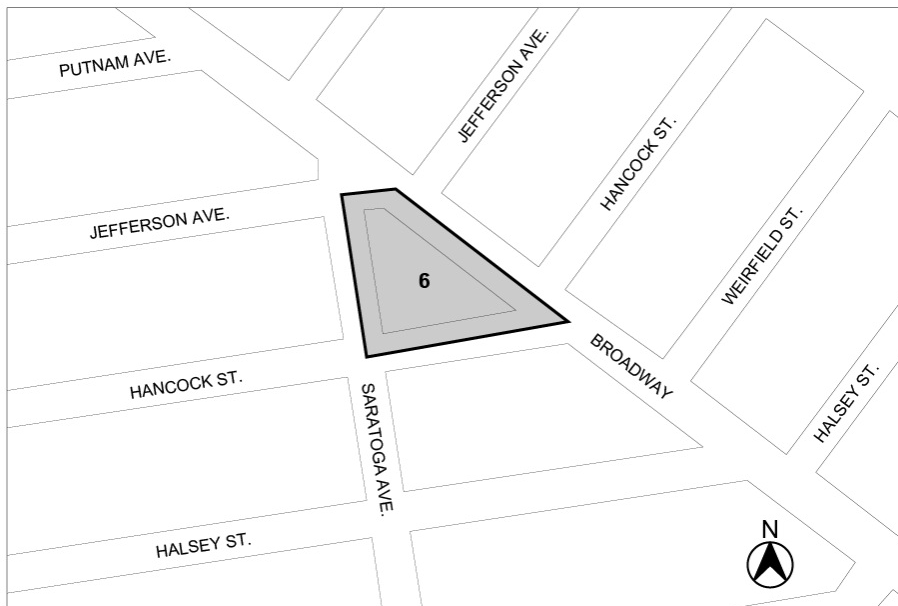 PUTNAM AVE.
JEFFERSON AVE.
HANCOCK ST.
JEFFERSON AVE.
WEIRFIELD ST.
6
BROADWAY
HANCOCK ST.
HALSEY ST.
SARATOGA AVE.
HALSEY ST.
N